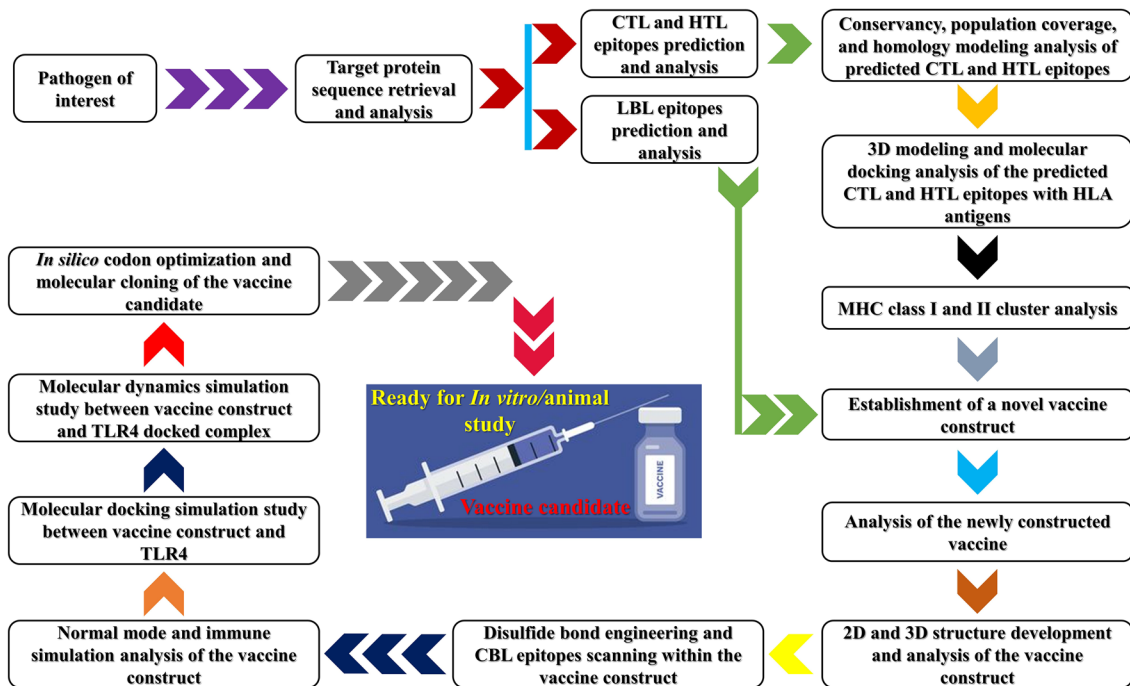 Pathogen of
interest
Target protein
sequence retrieval
and analysis
CTL and HTL
epitopes prediction
and analysis
LBL epitopes
prediction and
analysis
Conservancy, population coverage,
and homology modeling analysis of
predicted CTL and HTL epitopes
3D modeling and molecular
docking analysis of the predicted
CTL and HTL epitopes with HLA
antigens
MHC class I and II cluster analysis
Establishment of a novel vaccine
construct
Analysis of the newly constructed
vaccine
2D and 3D structure development
and analysis of the vaccine
construct
Disulfide bond engineering and
CBL epitopes scanning within the
vaccine construct
Normal mode and immune
simulation analysis of the vaccine
construct
Molecular docking simulation study
between vaccine construct and
TLR4
Molecular dynamics simulation
study between vaccine construct
and TLR4 docked complex
In silico codon optimization and
molecular cloning of the vaccine
candidate
Ready for In vitro/animal
study
VACCINE
Vaccine candidate